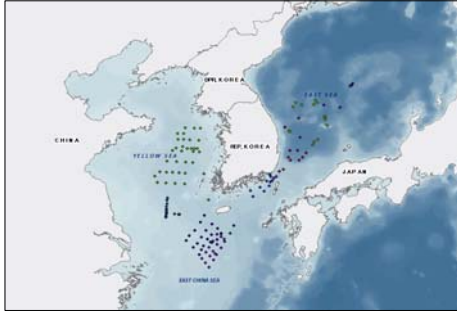 DPR, KOREA
EAST SEA
CHINA
YELLOW SEA
REP, KOREA
JAPAN
EAST CHINA SEA